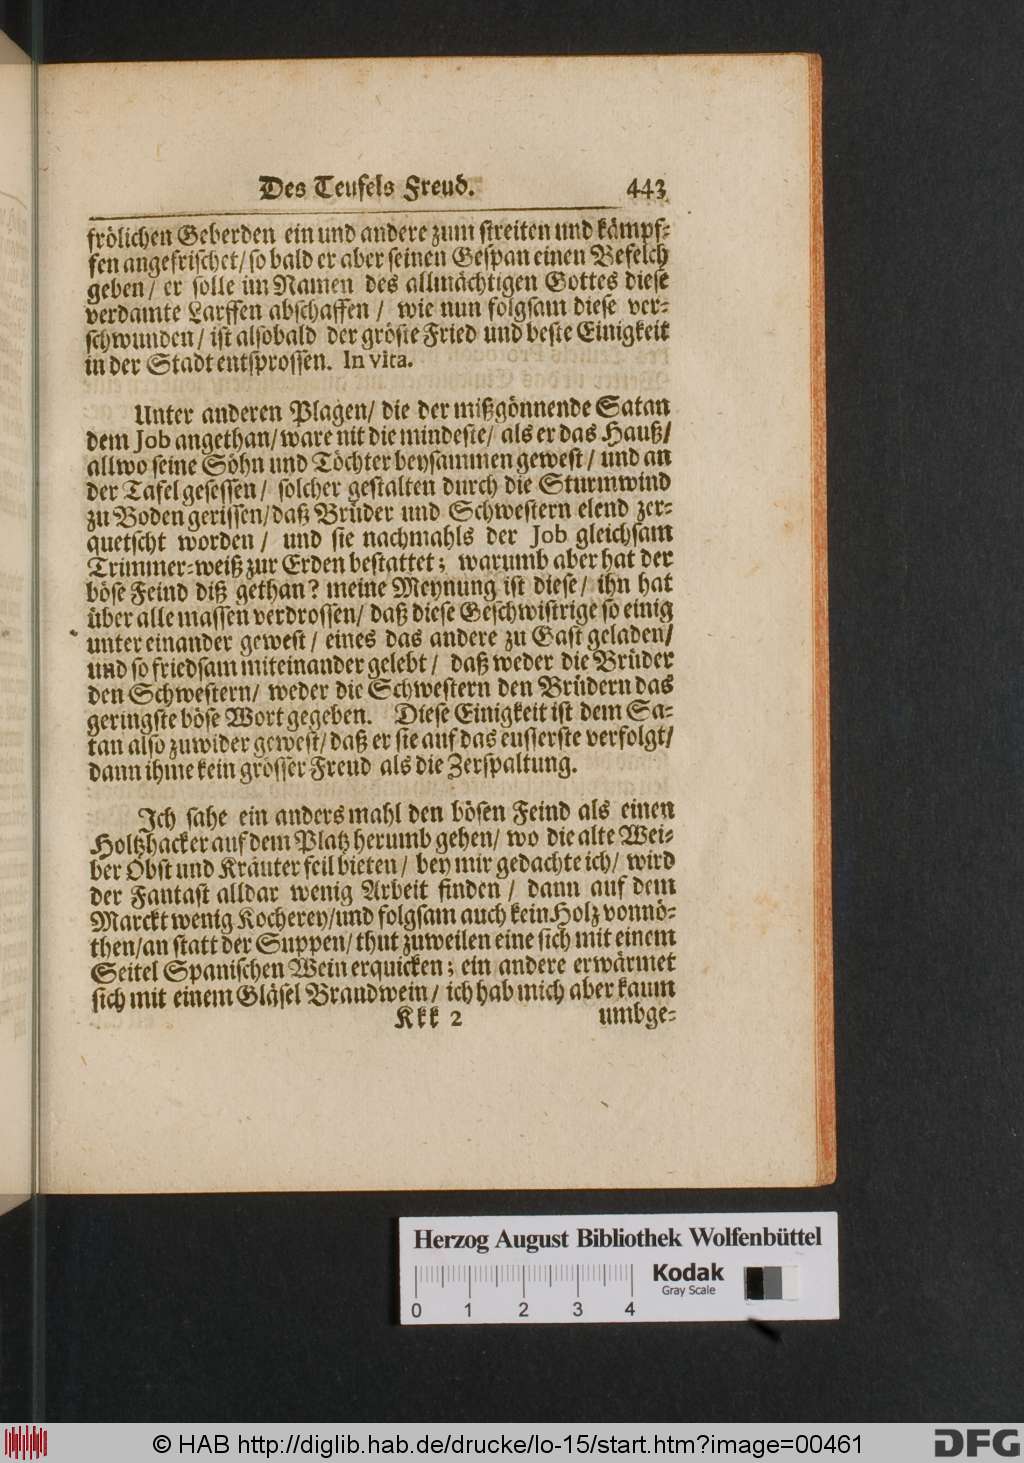 Des Teufels Freud. 443
frölichen Geberden ein und andere zum streiten und kämpf-
fen angefrischet/ so bald er aber seinen Gespan einen Befelch
geben/ er solle im Namen des allmächtigen Gottes diese
verdamte Larffen abschaffen/ wie nun folgsam diese ver-
schwunden/ ist alsobald der gröste Fried und beste Einigkeit
in der Stadt entsprossen. In vita.
Unter anderen Plagen/ die der mißgönnende Satan
dem Job angethan/ ware nit die mindeste/ als er das Hauß/
allwo seine Söhn und Töchter beysammen gewest/ und an
der Tafel gesessen/ solcher gestalten durch die Sturmwind
zu Boden gerissen/ daß Brüder und Schwestern elend zer-
quetscht worden/ und sie nachmahls der Job gleichsam
Trimmer-weiß zur Erden bestattet; warumb aber hat der
böse Feind diß gethan? meine Meynung ist diese/ ihn hat
über alle massen verdrossen/ daß diese Geschwistrige so einig
unter einander gewest/ eines das andere zu Gast geladen/
und so friedsam miteinander gelebt/ daß weder die Brüder
den Schwestern/ weder die Schwestern den Brüdern das
geringste böse Wort gegeben. Diese Einigkeit ist dem Sa-
tan also zuwider gewest/ daß er sie auf das eusserste verfolgt/
dann ihme kein grösser Freud als die Zerspaltung.
Ich sahe ein anders mahl den bösen Feind als einen
Holtzhacker auf dem Platz herumb gehen/ wo die alte Wei-
ber Obst und Kräuter feil bieten/ bey mir gedachte ich/ wird
der Fantast alldar wenig Arbeit finden/ dann auf dem
Marckt wenig Kocherey/ und folgsam auch kein Holz vonnö-
then/ an statt der Suppen/ thut zuweilen eine sich mit einem
Seitel Spanischen Wein erquicken; ein andere erwärmet
sich mit einem Gläsel Brandwein/ ich hab mich aber kaum
Kkk 2 umbge-
Herzog August Bibliothek Wolfenbüttel
Kodak
Gray Scale
0 1 2 3 4
© HAB http://diglib.hab.de/drucke/lo-15/start.htm?image=00461
DFG